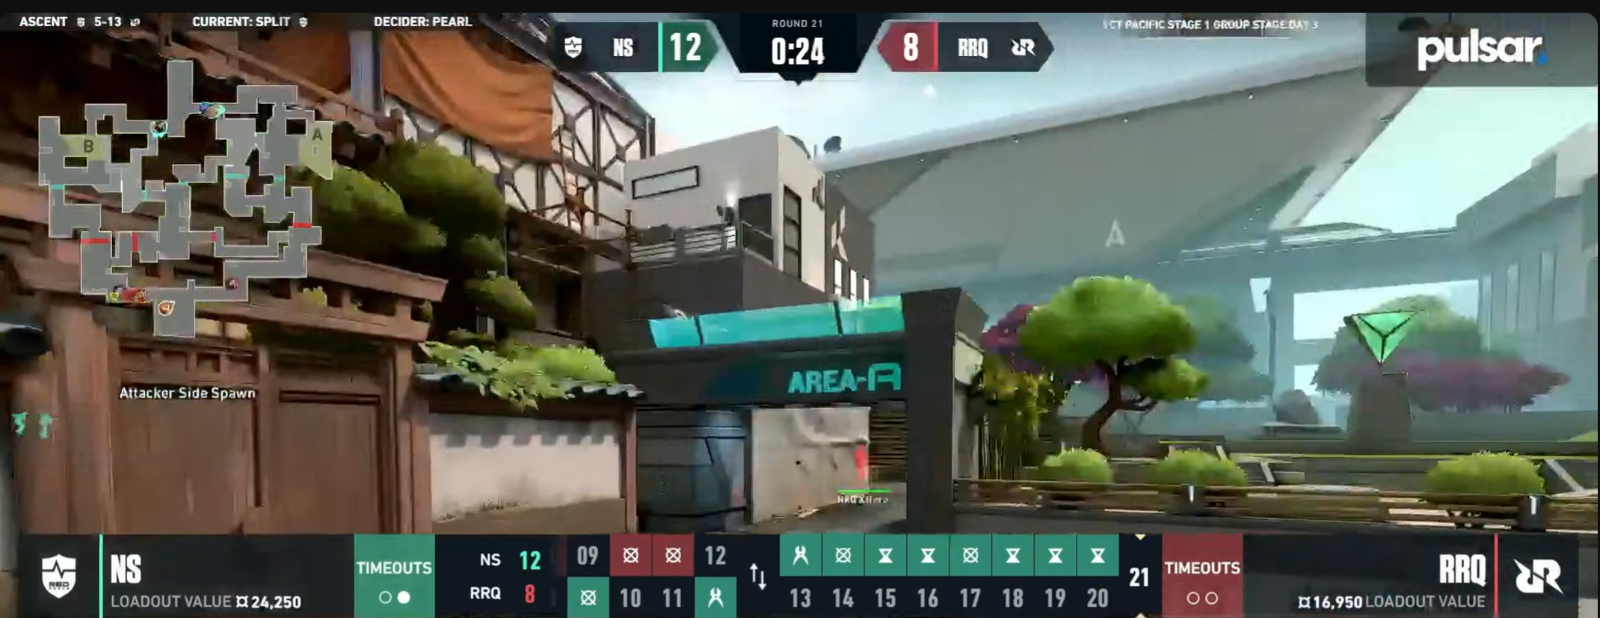 ASCENT 5-13 CURRENT: SPLIT DECIDER: PEARL
ROUND 21
NS 12 0:24 8 RRQ
VCT PACIFIC STAGE 1 GROUP STAGE DAY 3
pulsar.
B A
Attacker Side Spawn
AREA-A
NS
LOADOUT VALUE ¤ 24,250
TIMEOUTS
NS 12 09 12
RRQ 8 10 11 13 14 15 16 17 18 19 20
21
TIMEOUTS
RRQ
¤16,950 LOADOUT VALUE
RED